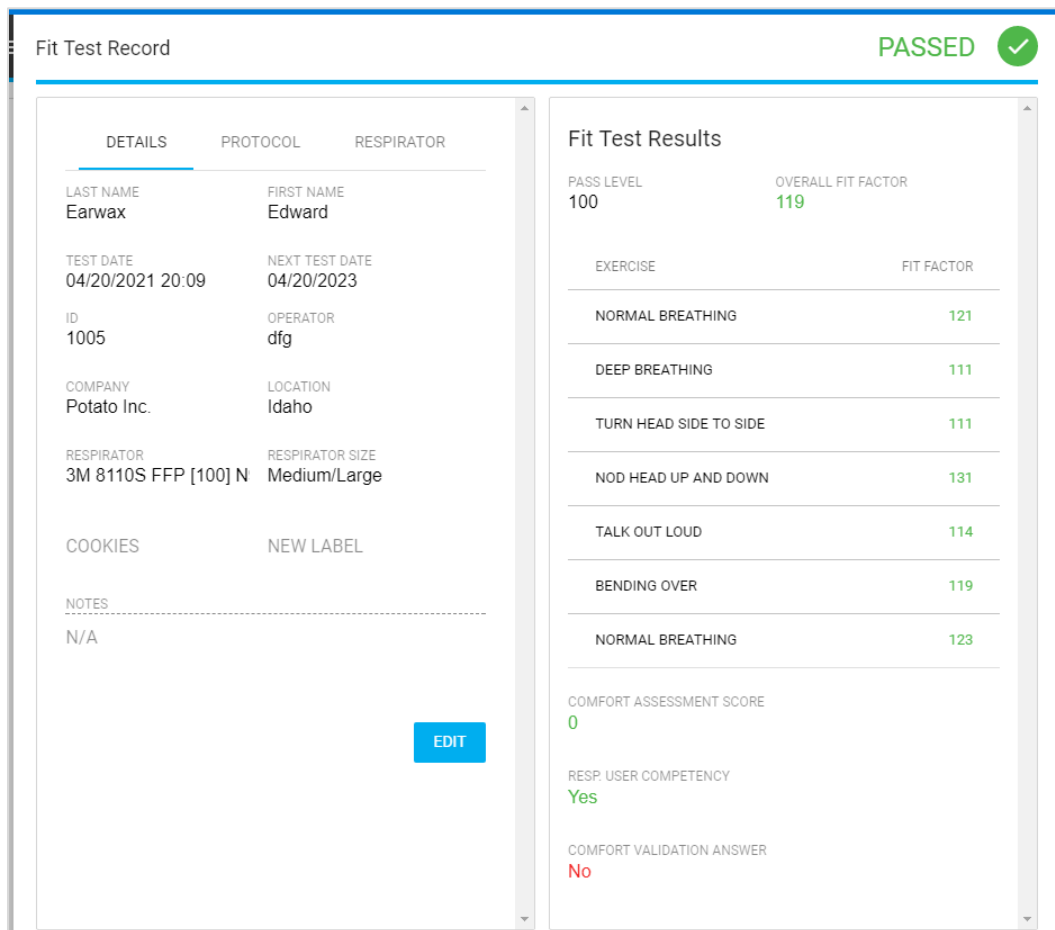 Fit Test Record
PASSED
DETAILS PROTOCOL RESPIRATOR
LAST NAME FIRST NAME
Earwax Edward
TEST DATE NEXT TEST DATE
04/20/2021 20:09 04/20/2023
ID OPERATOR
1005 dfg
COMPANY LOCATION
Potato Inc. Idaho
RESPIRATOR RESPIRATOR SIZE
3M 8110S FFP [100] N Medium/Large
COOKIES NEW LABEL
NOTES
N/A
EDIT
Fit Test Results
PASS LEVEL OVERALL FIT FACTOR
100 119
EXERCISE FIT FACTOR
NORMAL BREATHING 121
DEEP BREATHING 111
TURN HEAD SIDE TO SIDE 111
NOD HEAD UP AND DOWN 131
TALK OUT LOUD 114
BENDING OVER 119
NORMAL BREATHING 123
COMFORT ASSESSMENT SCORE
0
RESP. USER COMPETENCY
Yes
COMFORT VALIDATION ANSWER
No